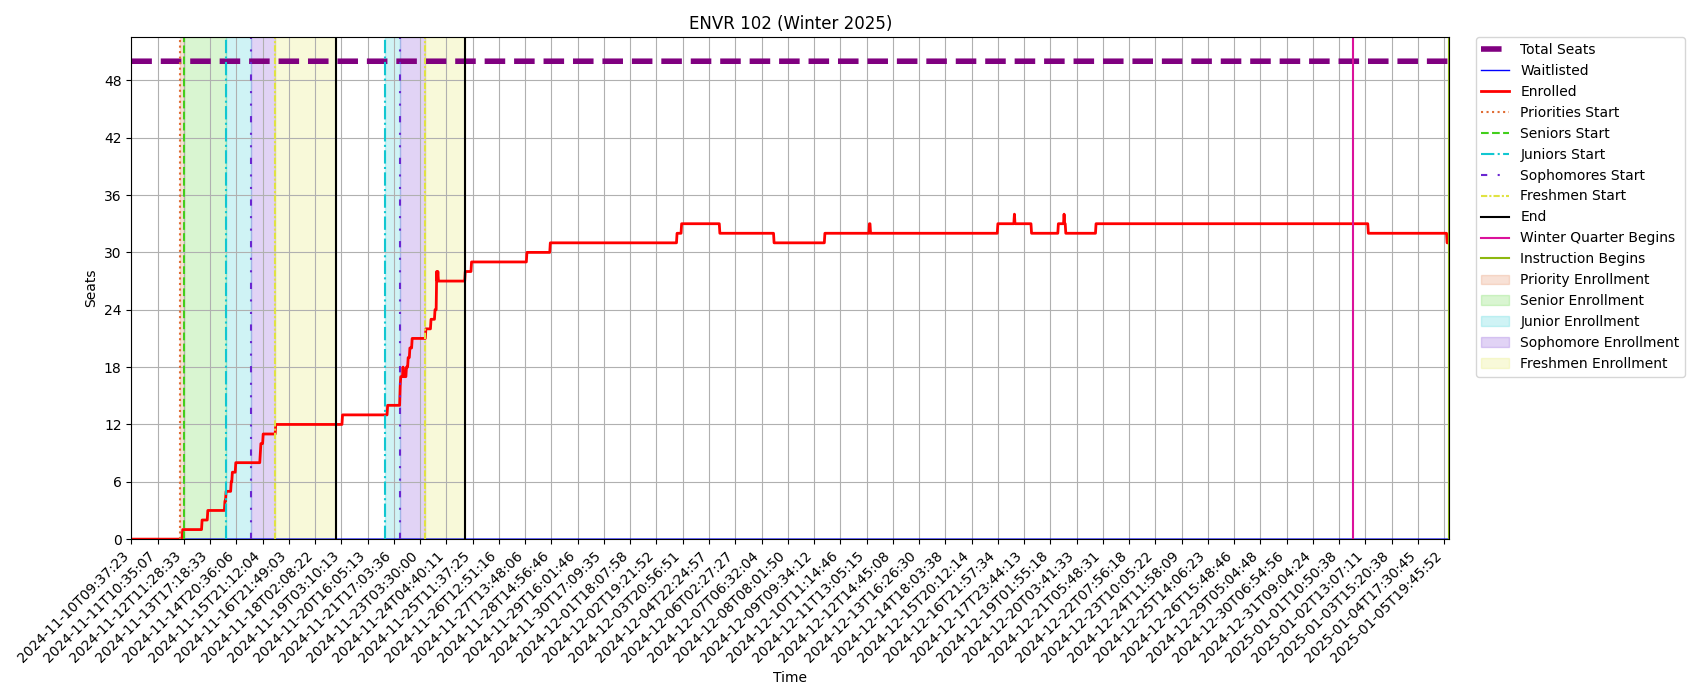 ENVR 102 (Winter 2025)
Seats
48
42
36
30
24
18
12
6
0
2024-11-10T09:37:23
2024-11-11T10:35:07
2024-11-12T11:28:33
2024-11-13T17:18:33
2024-11-14T20:36:06
2024-11-15T21:12:04
2024-11-16T21:49:03
2024-11-18T02:08:22
2024-11-19T03:10:13
2024-11-20T16:05:13
2024-11-21T17:03:36
2024-11-23T03:30:00
2024-11-24T04:40:11
2024-11-25T11:37:25
2024-11-26T12:51:16
2024-11-27T13:48:06
2024-11-28T14:56:46
2024-11-29T16:01:46
2024-11-30T17:09:35
2024-12-01T18:07:58
2024-12-02T19:21:52
2024-12-03T20:56:51
2024-12-04T22:24:57
2024-12-06T02:27:27
2024-12-07T06:32:04
2024-12-08T08:01:50
2024-12-09T09:34:12
2024-12-10T11:14:46
2024-12-11T13:05:15
2024-12-12T14:45:08
2024-12-13T16:26:30
2024-12-14T18:03:38
2024-12-15T20:12:14
2024-12-16T21:57:34
2024-12-17T23:44:13
2024-12-19T01:55:18
2024-12-20T03:41:33
2024-12-21T05:48:31
2024-12-22T07:56:18
2024-12-23T10:05:22
2024-12-24T11:58:09
2024-12-25T14:06:23
2024-12-26T15:48:46
2024-12-29T05:04:48
2024-12-30T06:54:56
2024-12-31T09:04:24
2025-01-01T10:50:38
2025-01-02T13:07:11
2025-01-03T15:20:38
2025-01-04T17:30:45
2025-01-05T19:45:52
Time
Total Seats
Waitlisted
Enrolled
Priorities Start
Seniors Start
Juniors Start
Sophomores Start
Freshmen Start
End
Winter Quarter Begins
Instruction Begins
Priority Enrollment
Senior Enrollment
Junior Enrollment
Sophomore Enrollment
Freshmen Enrollment